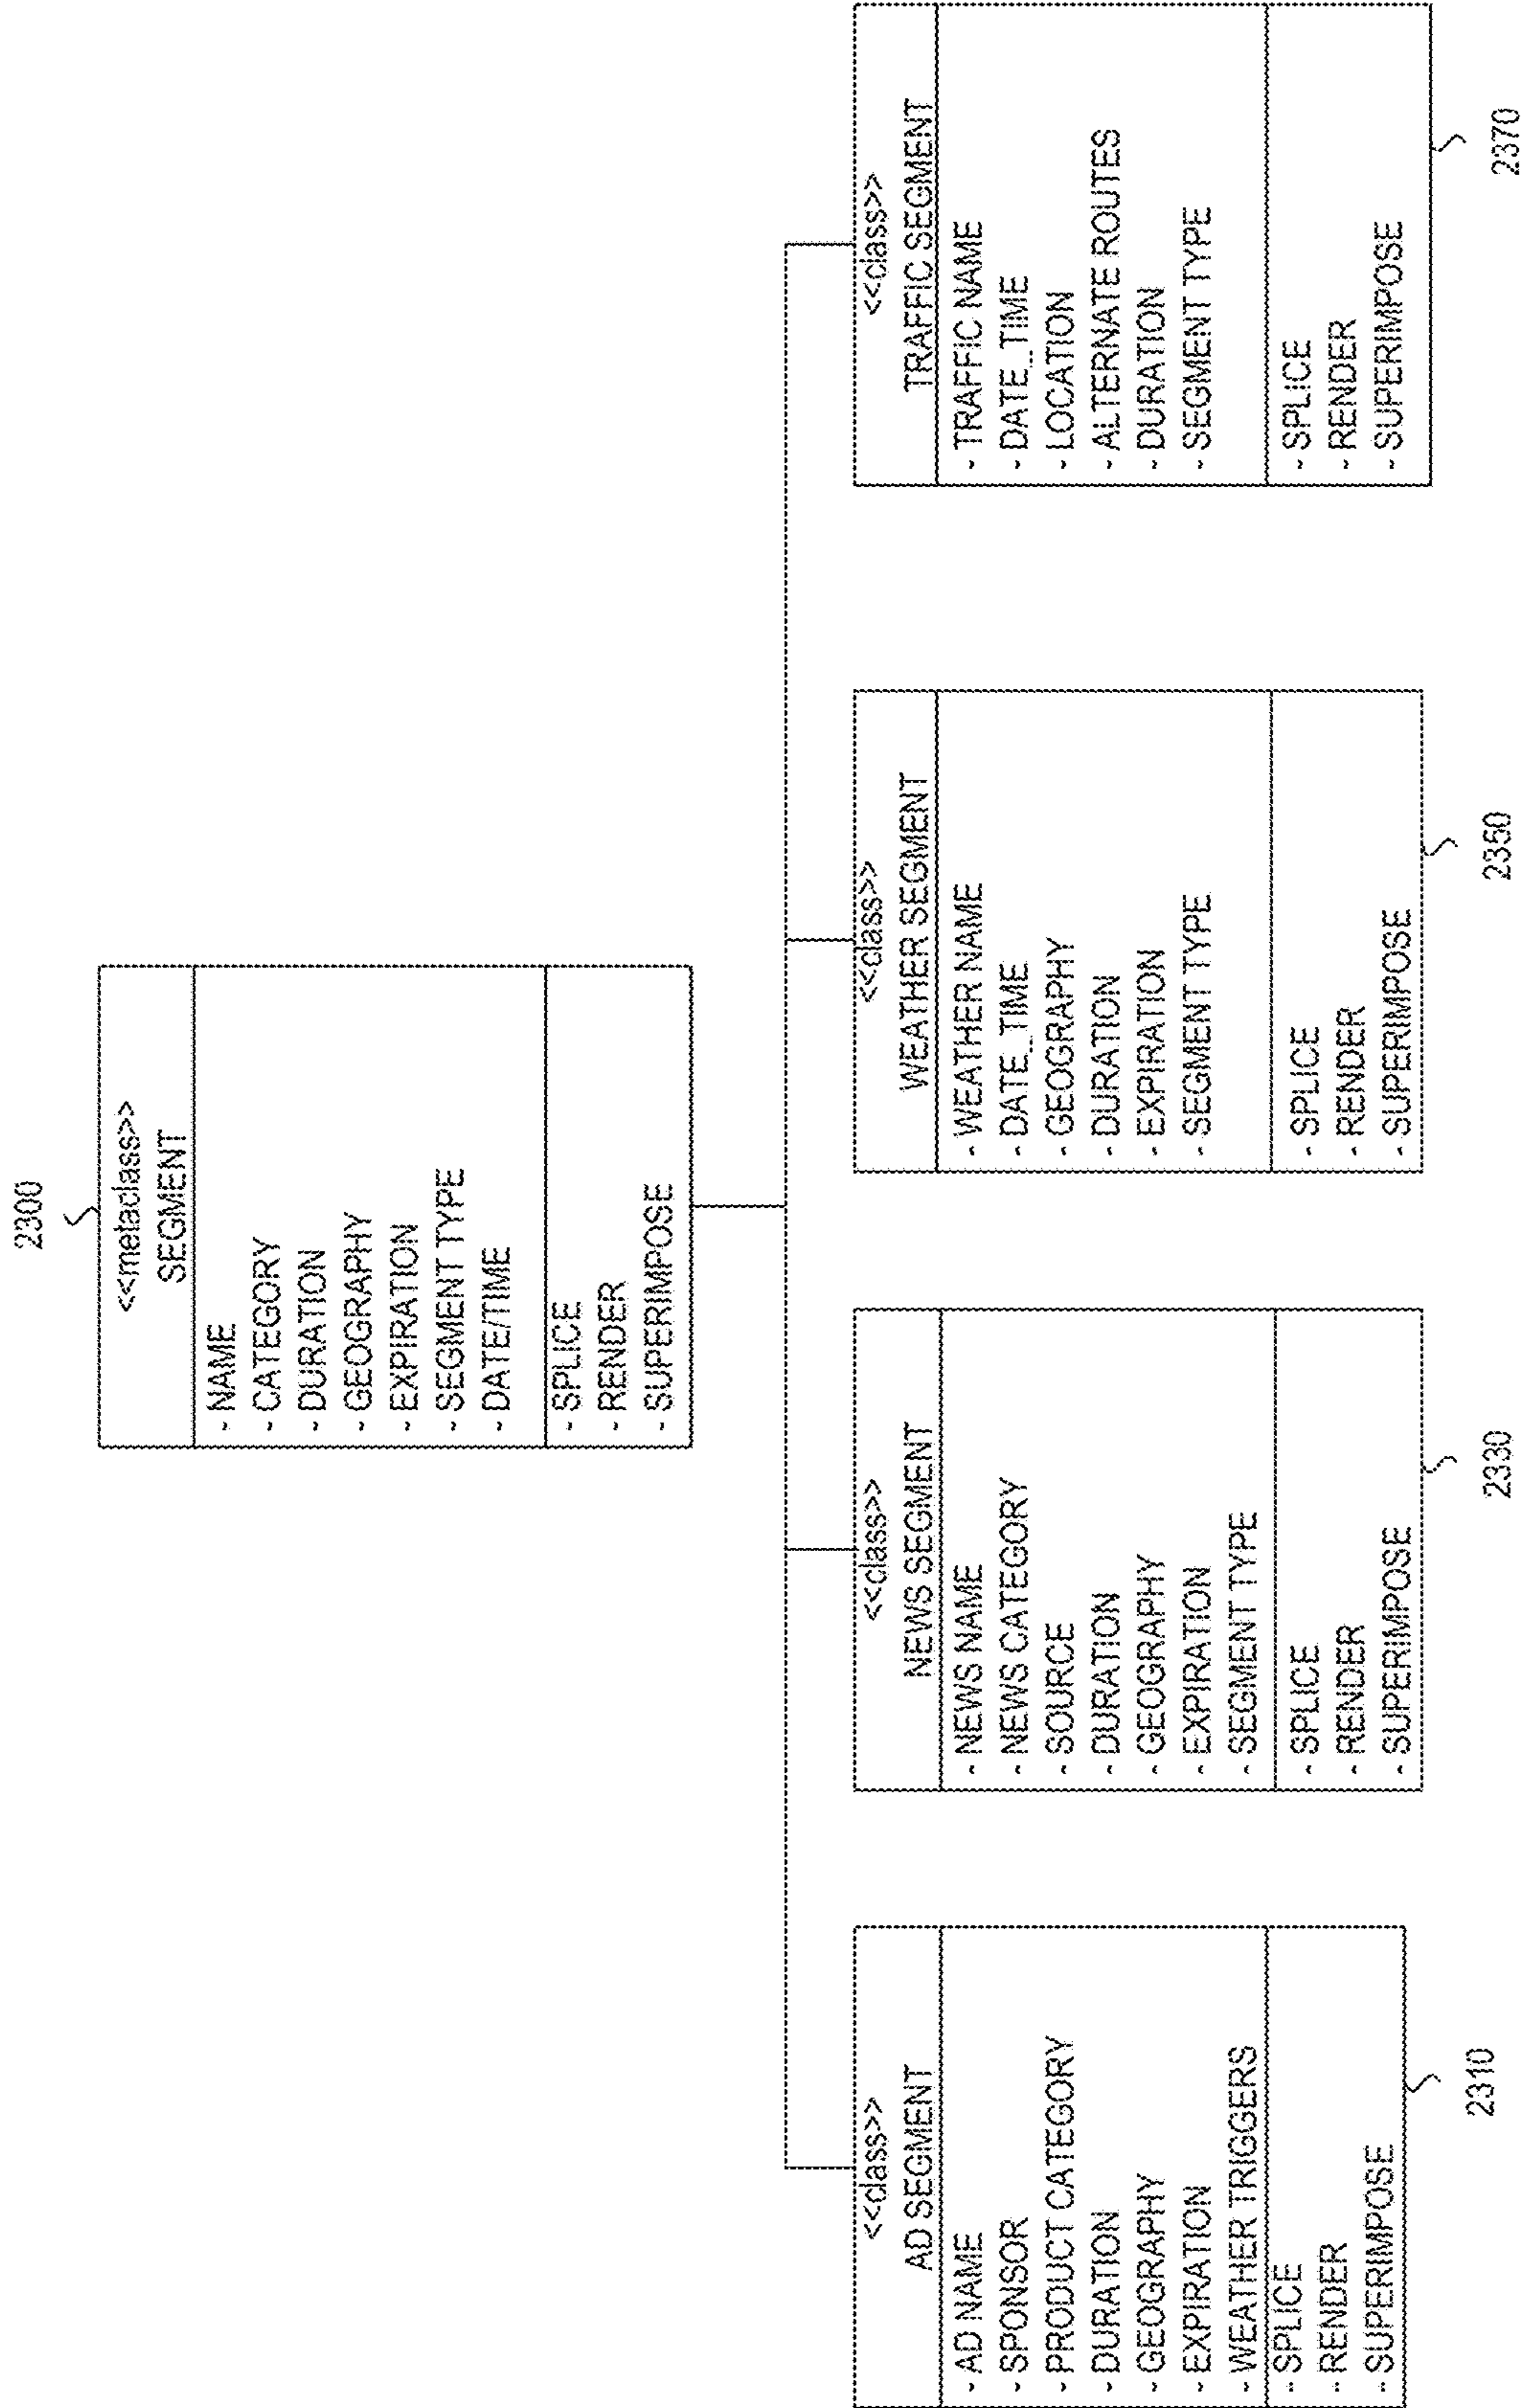 2300
<<metaclass>>
SEGMENT
- NAME
- CATEGORY
- DURATION
- GEOGRAPHY
- EXPIRATION
- SEGMENT TYPE
- DATE/TIME
- SPLICE
- RENDER
- SUPERIMPOSE
<<class>>
AD SEGMENT
- AD NAME
- SPONSOR
- PRODUCT CATEGORY
- DURATION
- GEOGRAPHY
- EXPIRATION
- WEATHER TRIGGERS
- SPLICE
- RENDER
- SUPERIMPOSE
2310
<<class>>
NEWS SEGMENT
- NEWS NAME
- NEWS CATEGORY
- SOURCE
- DURATION
- GEOGRAPHY
- EXPIRATION
- SEGMENT TYPE
- SPLICE
- RENDER
- SUPERIMPOSE
2330
<<class>>
WEATHER SEGMENT
- WEATHER NAME
- DATE_TIME
- GEOGRAPHY
- DURATION
- EXPIRATION
- SEGMENT TYPE
- SPLICE
- RENDER
- SUPERIMPOSE
2350
<<class>>
TRAFFIC SEGMENT
- TRAFFIC NAME
- DATE_TIME
- LOCATION
- ALTERNATE ROUTES
- DURATION
- SEGMENT TYPE
- SPLICE
- RENDER
- SUPERIMPOSE
2370